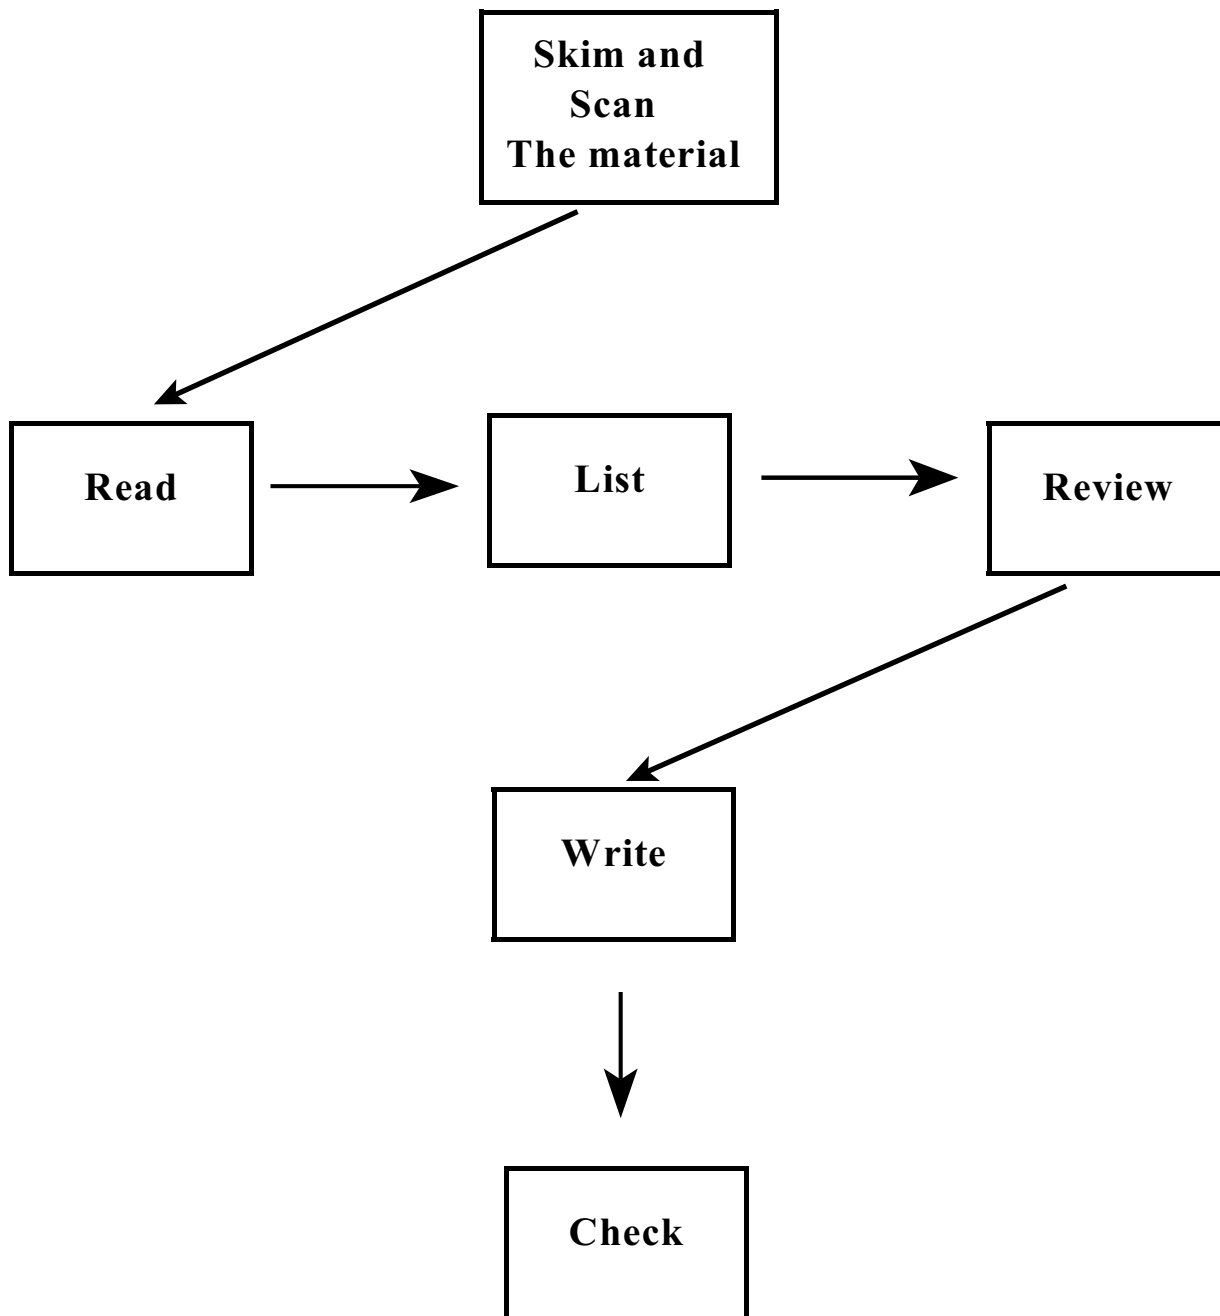 Skim and
Scan
The material
Read
List
Review
Write
Check